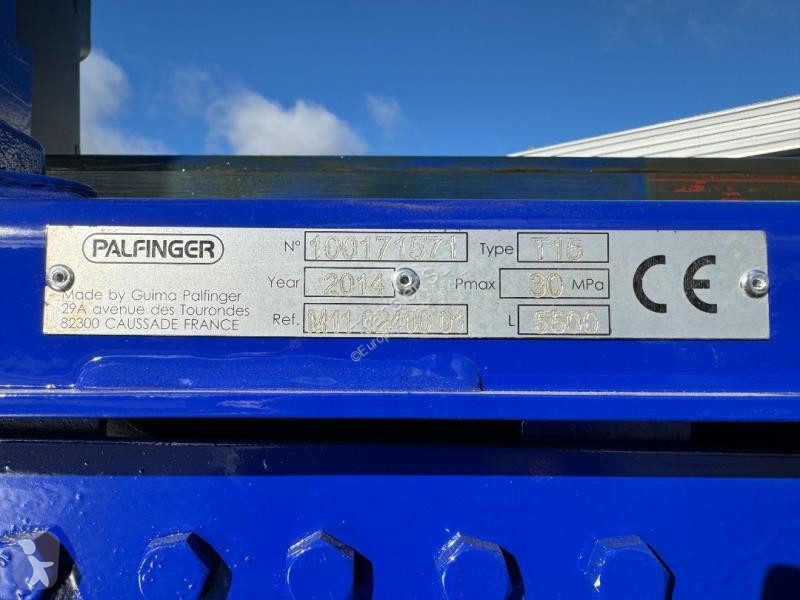 PALFINGER
Made by Guima Palfinger
29A avenue des Tourondes
82300 CAUSSADE FRANCE
N° 100171571 Type T15
Year 2014 Pmax 30 MPa
Ref. L 5500
CE